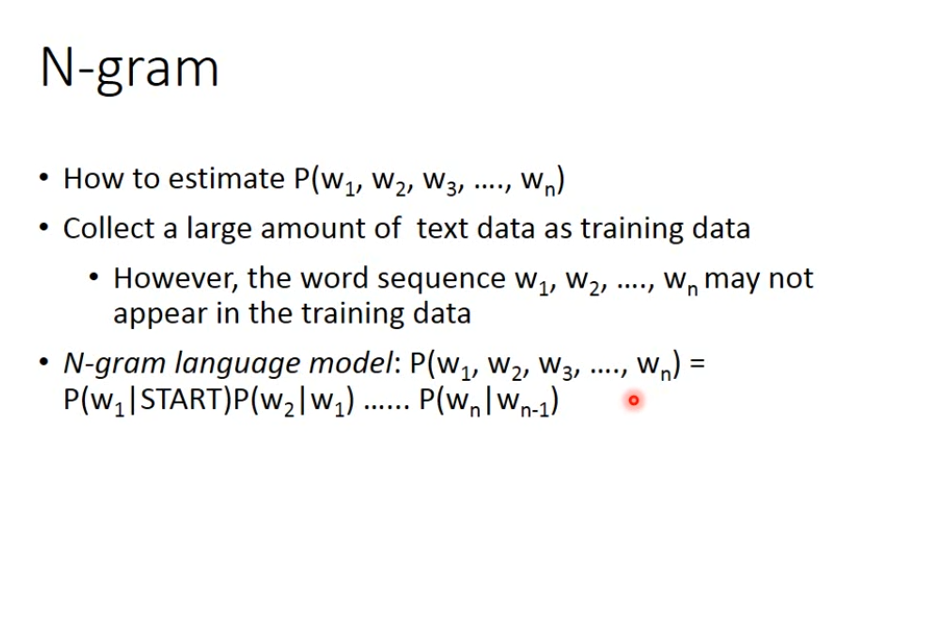 N-gram
• How to estimate P(w₁, w₂, w₃, ...., wₙ)
• Collect a large amount of  text data as training data
• However, the word sequence w₁, w₂, ...., wₙ may not
appear in the training data
• N-gram language model: P(w₁, w₂, w₃, ...., wₙ) =
P(w₁|START)P(w₂|w₁) ...... P(wₙ|wₙ₋₁)